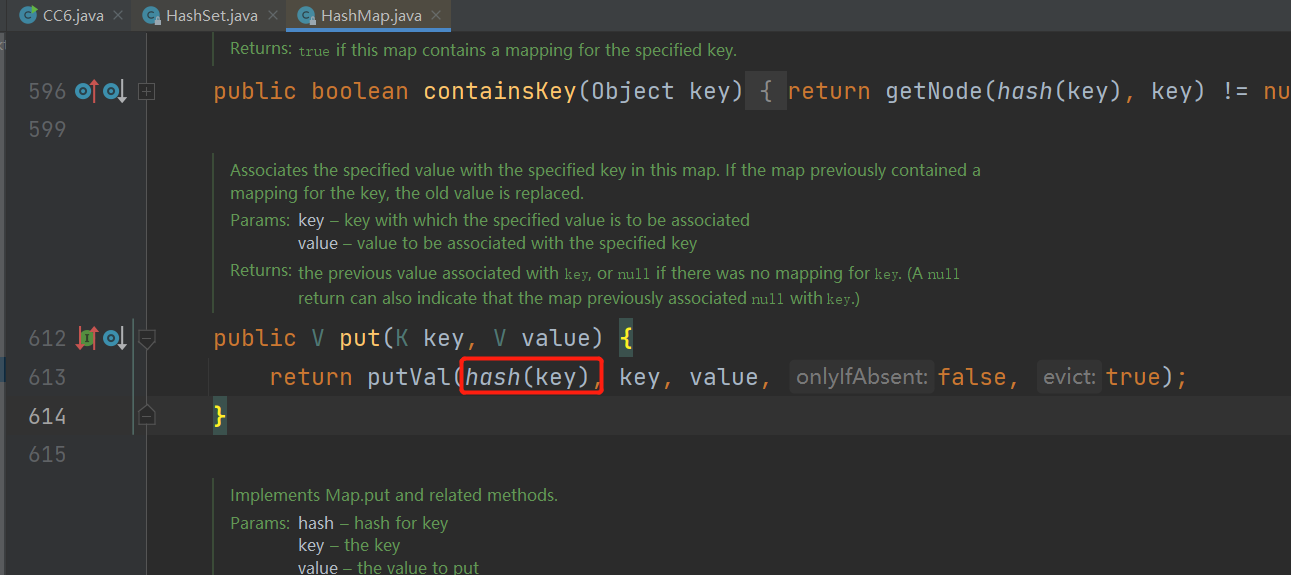 CC6.java × HashSet.java × HashMap.java ×
Returns: true if this map contains a mapping for the specified key.
596 public boolean containsKey(Object key) { return getNode(hash(key), key) != nu
599
Associates the specified value with the specified key in this map. If the map previously contained a
mapping for the key, the old value is replaced.
Params: key – key with which the specified value is to be associated
value – value to be associated with the specified key
Returns: the previous value associated with key, or null if there was no mapping for key. (A null
return can also indicate that the map previously associated null with key.)
612 public V put(K key, V value) {
613 return putVal(hash(key), key, value, onlyIfAbsent: false, evict: true);
614 }
615
Implements Map.put and related methods.
Params: hash – hash for key
key – the key
value – the value to put